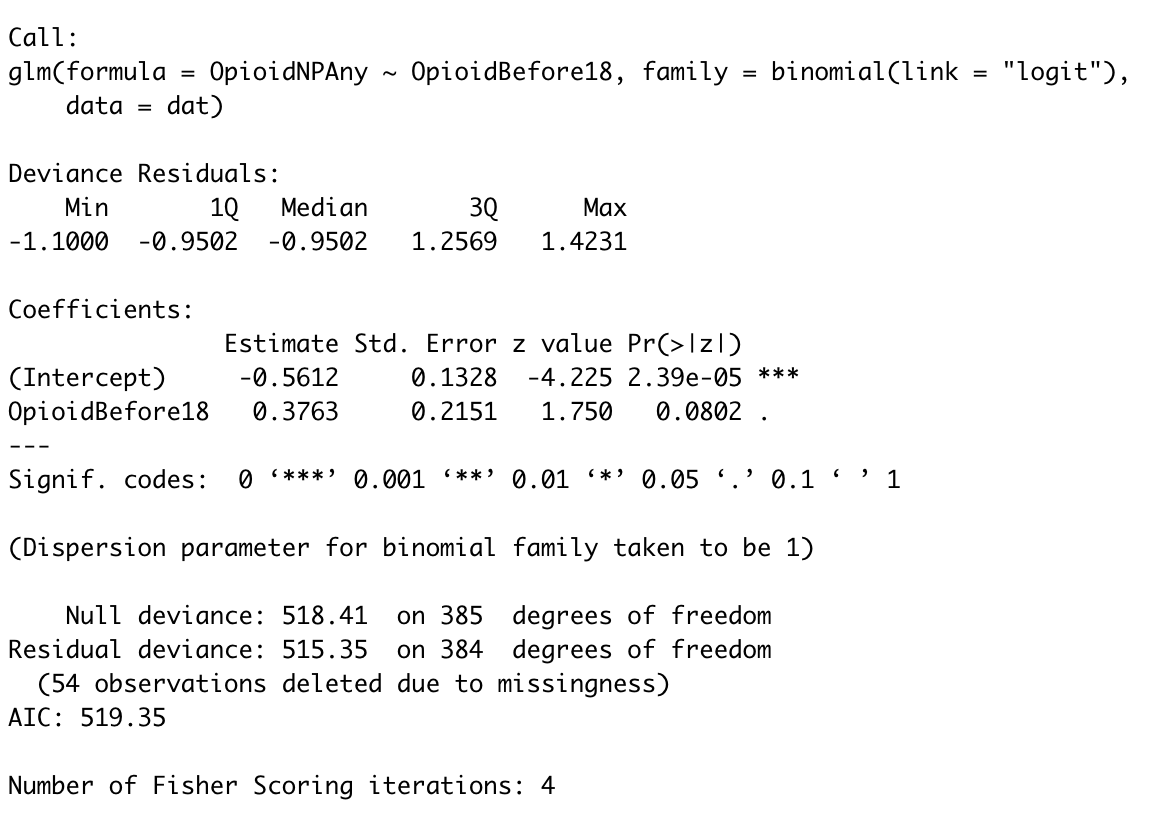 Call:
glm(formula = OpioidNPAny ~ OpioidBefore18, family = binomial(link = "logit"),
    data = dat)

Deviance Residuals:
    Min       1Q   Median       3Q      Max
-1.1000  -0.9502  -0.9502   1.2569   1.4231

Coefficients:
               Estimate Std. Error z value Pr(>|z|)
(Intercept)     -0.5612     0.1328  -4.225 2.39e-05 ***
OpioidBefore18   0.3763     0.2151   1.750   0.0802 .
---
Signif. codes:  0 ‘***’ 0.001 ‘**’ 0.01 ‘*’ 0.05 ‘.’ 0.1 ‘ ’ 1

(Dispersion parameter for binomial family taken to be 1)

    Null deviance: 518.41  on 385  degrees of freedom
Residual deviance: 515.35  on 384  degrees of freedom
  (54 observations deleted due to missingness)
AIC: 519.35

Number of Fisher Scoring iterations: 4